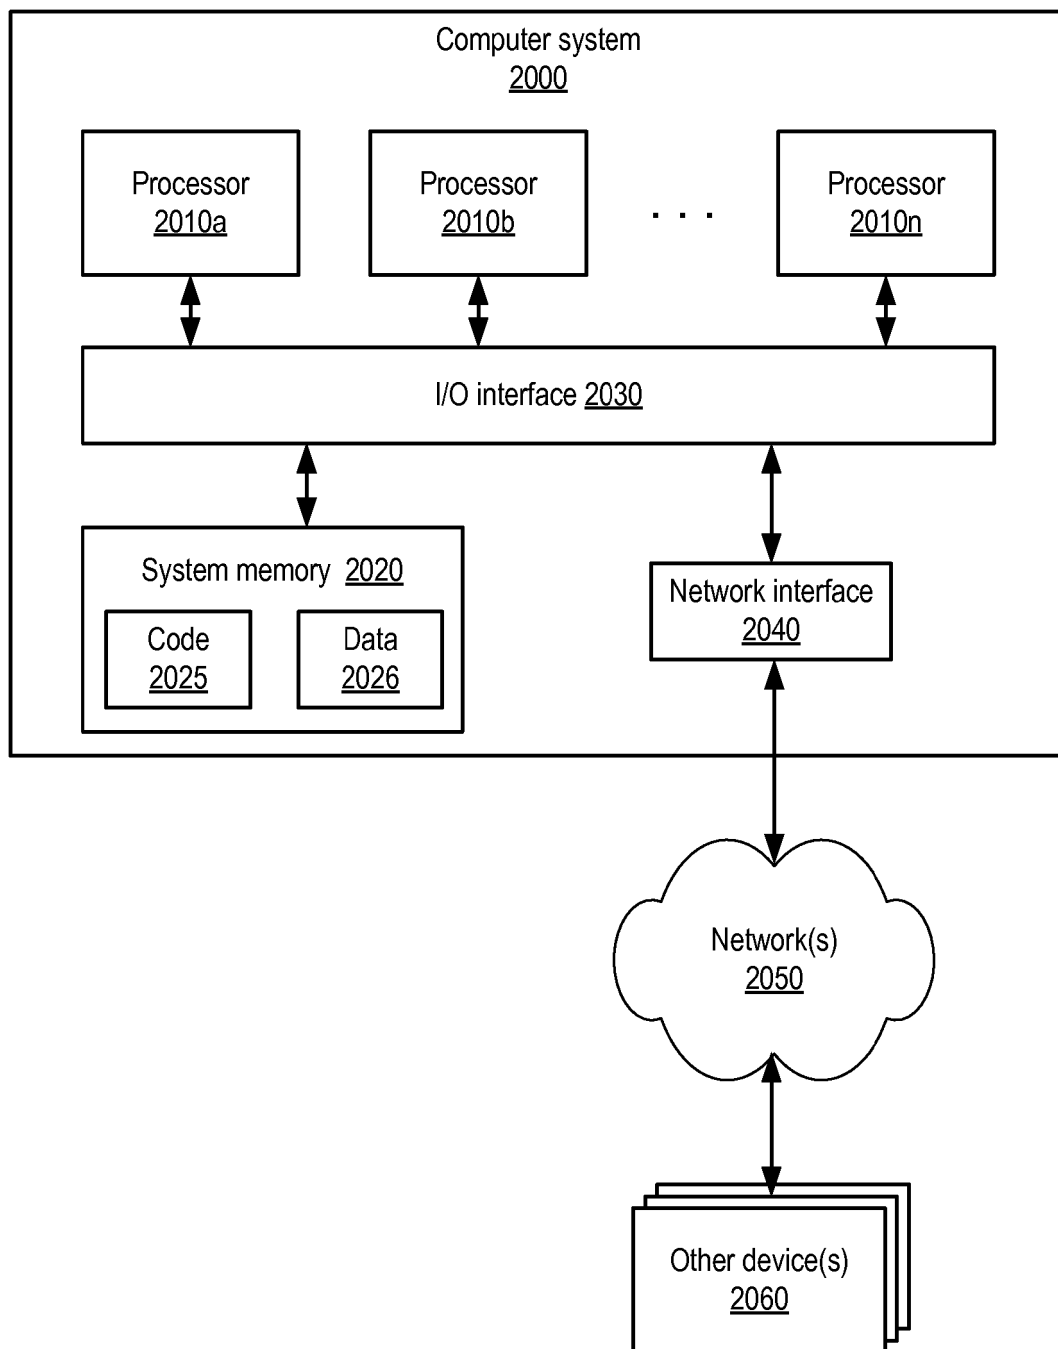 Computer system
2000
Processor
2010a
Processor
2010b
. . .
Processor
2010n
I/O interface 2030
System memory 2020
Code
2025
Data
2026
Network interface
2040
Network(s)
2050
Other device(s)
2060